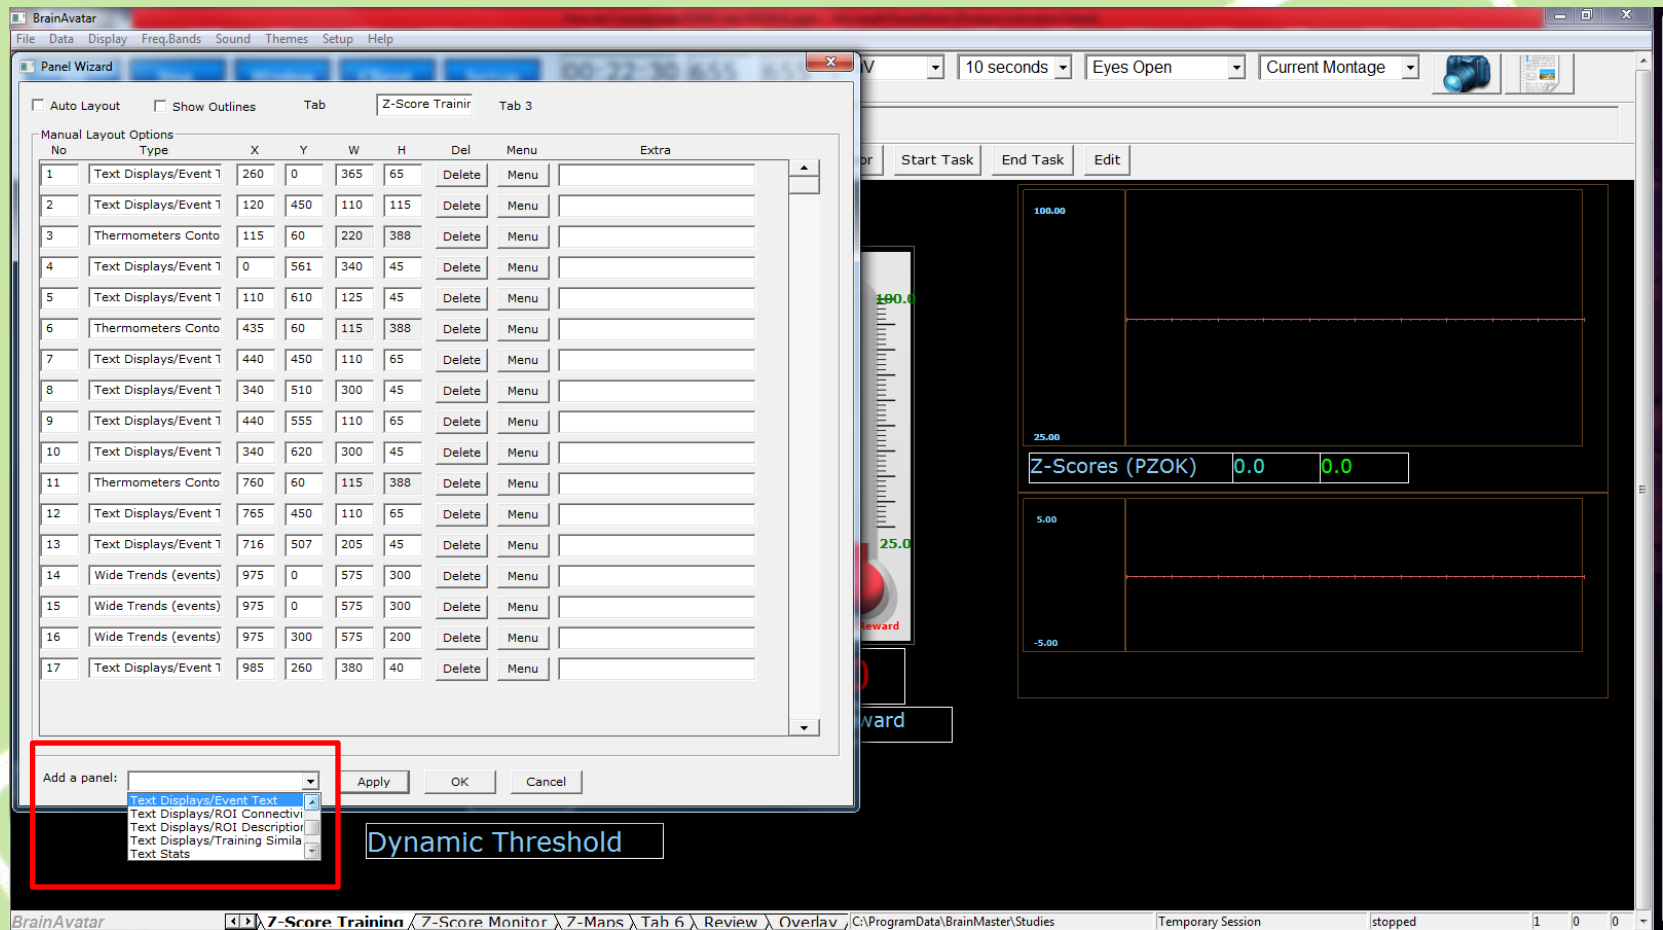 BrainAvatar
File Data Display Freq.Bands Sound Themes Setup Help
Panel Wizard
10 seconds Eyes Open Current Montage
Auto Layout Show Outlines Tab Z-Score Trainir Tab 3
Start Task End Task Edit
Manual Layout Options
No Type X Y W H Del Menu Extra
1 Text Displays/Event T 260 0 365 65 Delete Menu
2 Text Displays/Event T 120 450 110 115 Delete Menu
3 Thermometers Conto 115 60 220 388 Delete Menu
4 Text Displays/Event T 0 561 340 45 Delete Menu
5 Text Displays/Event T 110 610 125 45 Delete Menu
6 Thermometers Conto 435 60 115 388 Delete Menu
7 Text Displays/Event T 440 450 110 65 Delete Menu
8 Text Displays/Event T 340 510 300 45 Delete Menu
9 Text Displays/Event T 440 555 110 65 Delete Menu
10 Text Displays/Event T 340 620 300 45 Delete Menu
11 Thermometers Conto 760 60 115 388 Delete Menu
12 Text Displays/Event T 765 450 110 65 Delete Menu
13 Text Displays/Event T 716 507 205 45 Delete Menu
14 Wide Trends (events) 975 0 575 300 Delete Menu
15 Wide Trends (events) 975 0 575 300 Delete Menu
16 Wide Trends (events) 975 300 575 200 Delete Menu
17 Text Displays/Event T 985 260 380 40 Delete Menu
Add a panel: Apply OK Cancel
Text Displays/Event Text
Text Displays/ROI Connectivi
Text Displays/ROI Description
Text Displays/Training Simila
Text Stats
100.0
25.0
Reward
ward
100.00
25.00
Z-Scores (PZOK) 0.0 0.0
5.00
-5.00
Dynamic Threshold
BrainAvatar Z-Score Training Z-Score Monitor Z-Maps Tab 6 Review Overlay C:\ProgramData\BrainMaster\Studies Temporary Session stopped 1 0 0